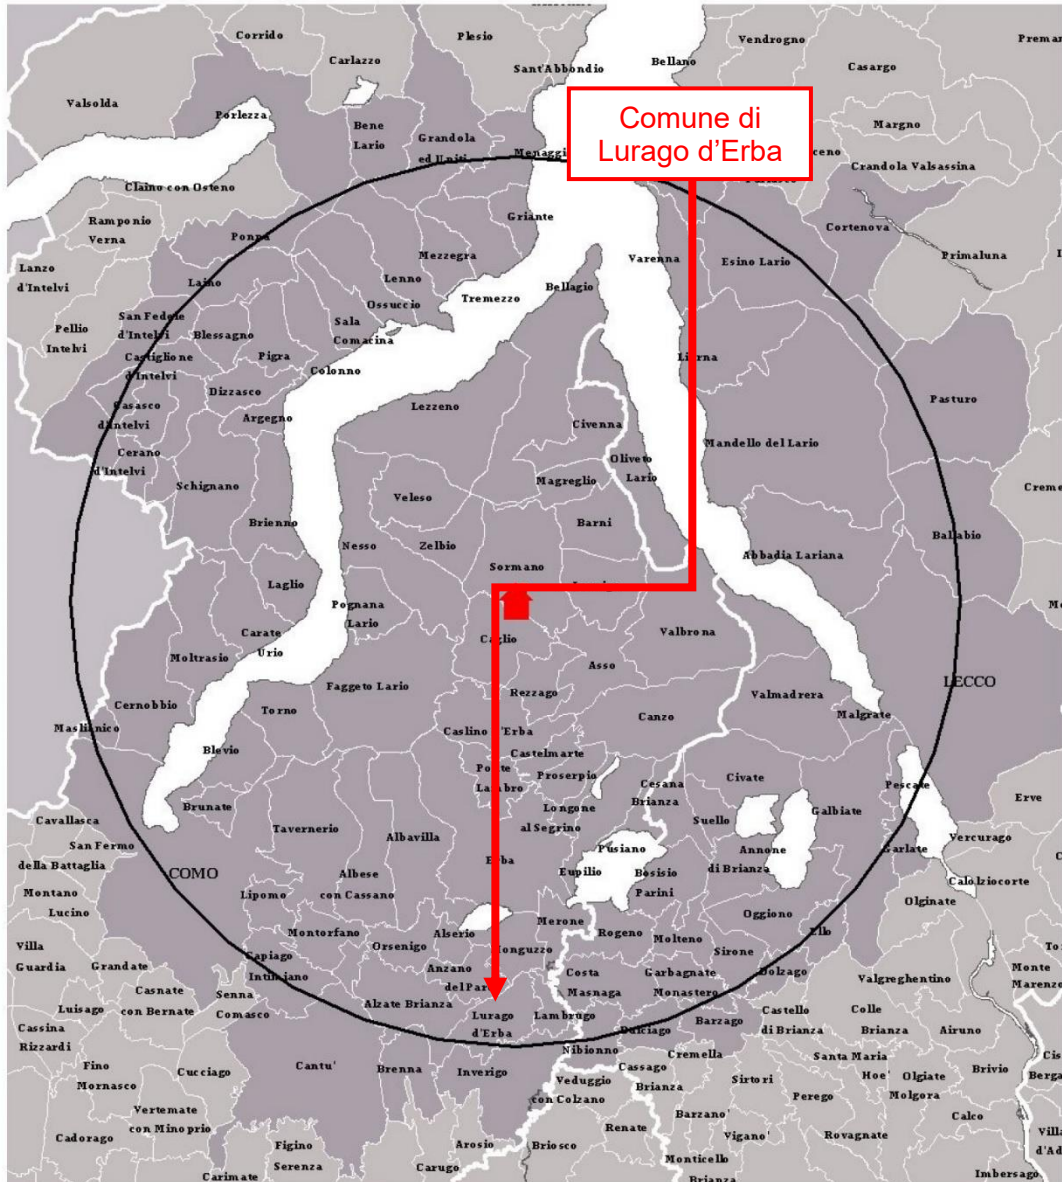 Corrido
Plesio
Vendrogno
Preman
Carlazzo
Sant'Abbondio
Bellano
Casargo
Valsolda
Porlezza
Bene
Lario
Grandola
ed Uniti
Menaggi
Comune di
Lurago d'Erba
Margno
Crandola Valsassina
Claino con Osteno
Ramponio
Verna
Ponna
Griante
Cortenova
Lanzo
d'Intelvi
Laino
Mezzegra
Lenno
Varenna
Esino Lario
Primaluna
Bellagio
Tremezzo
Ossuccio
San Fedele
d'Intelvi
Blessagno
Sala
Comacina
Pellio
Intelvi
Castiglione
d'Intelvi
Pigra
Colonno
Dizzasco
Casasco
d'Intelvi
Argegno
Lezzeno
Civenna
Pasturo
Mandello del Lario
Cerano
d'Intelvi
Schignano
Oliveto
Lario
Magreglio
Veleso
Brienno
Nesso
Zelbio
Barni
Ballabio
Abbadia Lariana
Sormano
Laglio
Pognana
Lario
Carate
Urio
Caglio
Valbrona
Moltrasio
Asso
Faggeto Lario
Rezzago
LECCO
Valmadrera
Cernobbio
Torno
Canzo
Malgrate
Maslianico
Blevio
Caslino d'Erba
Castelmarte
Ponte
Lambro
Proserpio
Cesana
Brianza
Civate
Pescate
Brunate
Longone
al Segrino
Suello
Galbiate
Erve
Cavallasca
Tavernerio
Albavilla
San Fermo
della Battaglia
Erba
Pusiano
Annone
di Brianza
Garlate
Vercurago
COMO
Albese
con Cassano
Eupilio
Bosisio
Parini
Calolziocorte
Montano
Lucino
Lipomo
Olginate
Oggiono
Merone
Montorfano
Alserio
Rogeno
Molteno
Ello
Villa
Guardia
Orsenigo
Monguzzo
Sirone
Capiago
Intimiano
Grandate
Anzano
del Parco
Costa
Masnaga
Garbagnate
Monastero
Dolzago
Valgreghentino
Monte
Marenzo
Casnate
con Bernate
Senna
Comasco
Alzate Brianza
Luisago
Lurago
d'Erba
Lambrugo
Barzago
Castello
di Brianza
Colle
Brianza
Airuno
Cassina
Rizzardi
Bulciago
Nibionno
Cremella
Santa Maria
Hoe'
Fino
Mornasco
Cucciago
Cantu'
Brenna
Inverigo
Cassago
Brianza
Veduggio
con Colzano
Sirtori
Olgiate
Molgora
Brivio
Perego
Vertemate
con Minoprio
Barzano'
Calco
Cadorago
Renate
Vigano'
Rovagnate
Figino
Serenza
Arosio
Briosco
Carimate
Carugo
Monticello
Brianza
Imbersago